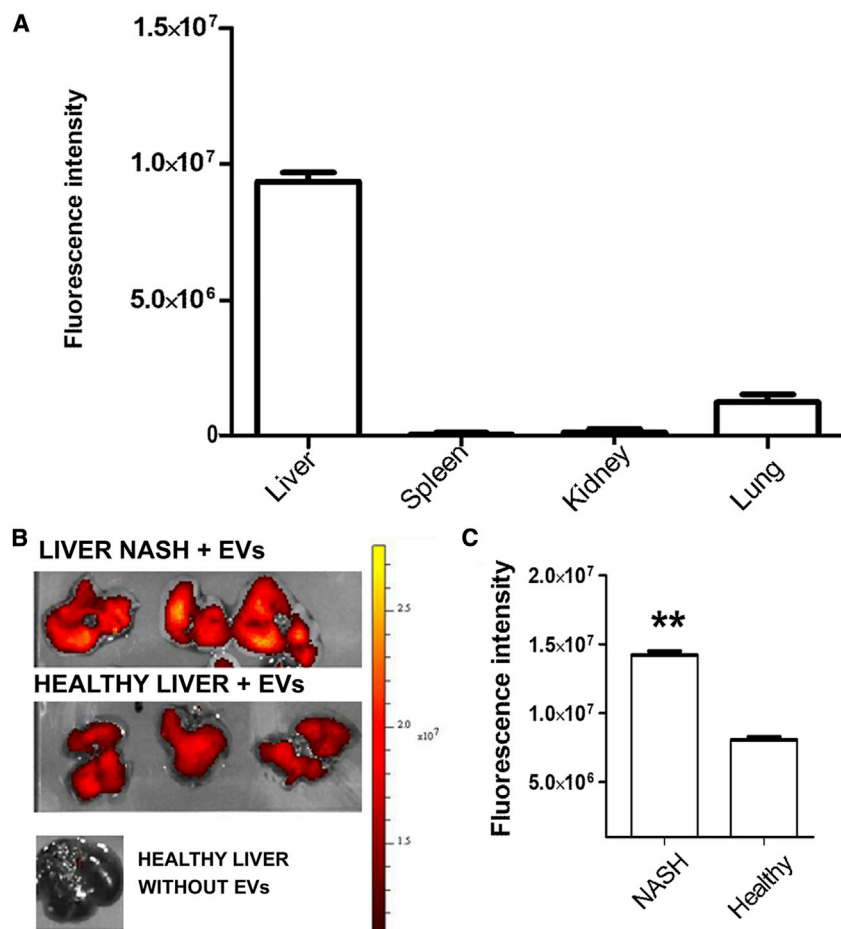 A
Fluorescence intensity
1.5×10⁷
1.0×10⁷
5.0×10⁶
0
Liver
Spleen
Kidney
Lung
B
LIVER NASH + EVs
HEALTHY LIVER + EVs
HEALTHY LIVER
WITHOUT EVs
2.5
2.0
x10⁷
1.5
C
Fluorescence intensity
2.0×10⁷
1.5×10⁷
1.0×10⁷
5.0×10⁶
**
NASH
Healthy